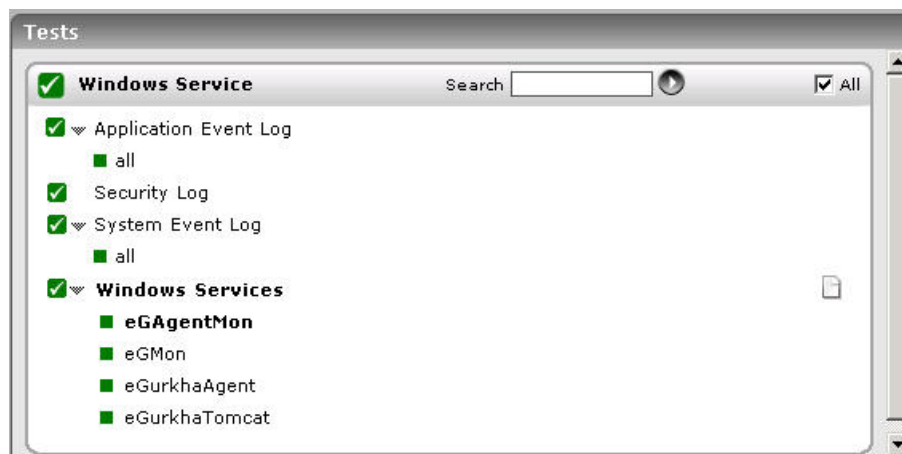 Tests
Windows Service Search All
Application Event Log
all
Security Log
System Event Log
all
Windows Services
eGAgentMon
eGMon
eGurkhaAgent
eGurkhaTomcat